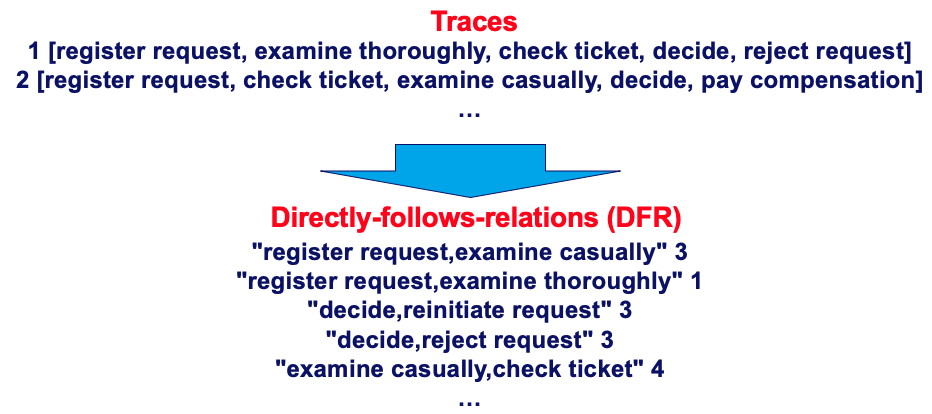 Traces
1 [register request, examine thoroughly, check ticket, decide, reject request]
2 [register request, check ticket, examine casually, decide, pay compensation]
...
Directly-follows-relations (DFR)
"register request,examine casually" 3
"register request,examine thoroughly" 1
"decide,reinitiate request" 3
"decide,reject request" 3
"examine casually,check ticket" 4
...